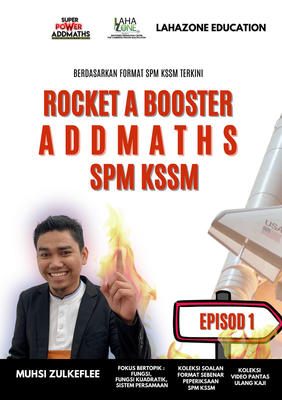 SUPER
POWER
ADDMATHS
LAHA
ZONE
LAHAZONE EDUCATION
BERDASARKAN FORMAT SPM KSSM TERKINI
ROCKET A BOOSTER
ADDMATHS
SPM KSSM
USA
EPISOD 1
MUHSI ZULKEFLEE
FOKUS BERTOPIK :
FUNGSI,
FUNGSI KUADRATIK,
SISTEM PERSAMAAN
KOLEKSI SOALAN
FORMAT SEBENAR
PEPERIKSAAN
SPM KSSM
KOLEKSI
VIDEO PANTAS
ULANG KAJI